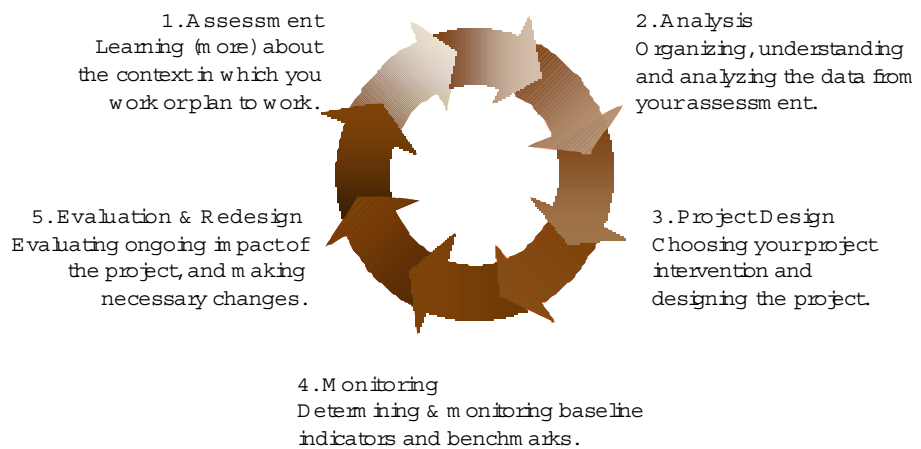 1. Assessment
Learning (more) about
the context in which you
work or plan to work.
2. Analysis
Organizing, understanding
and analyzing the data from
your assessment.
3. Project Design
Choosing your project
intervention and
designing the project.
4. Monitoring
Determining & monitoring baseline
indicators and benchmarks.
5. Evaluation & Redesign
Evaluating ongoing impact of
the project, and making
necessary changes.